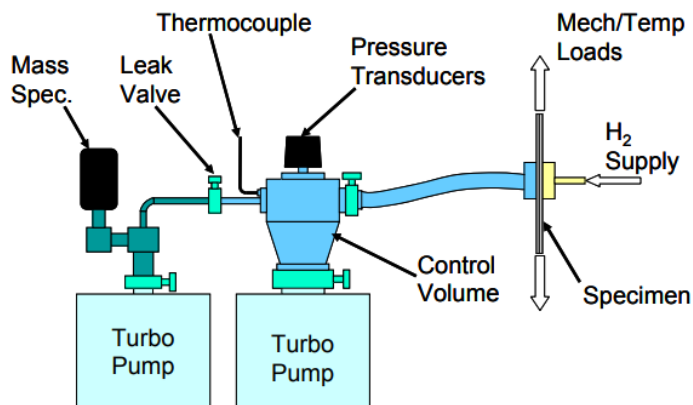 Thermocouple
Mass
Spec.
Leak
Valve
Pressure
Transducers
Mech/Temp
Loads
H₂
Supply
Control
Volume
Specimen
Turbo
Pump
Turbo
Pump